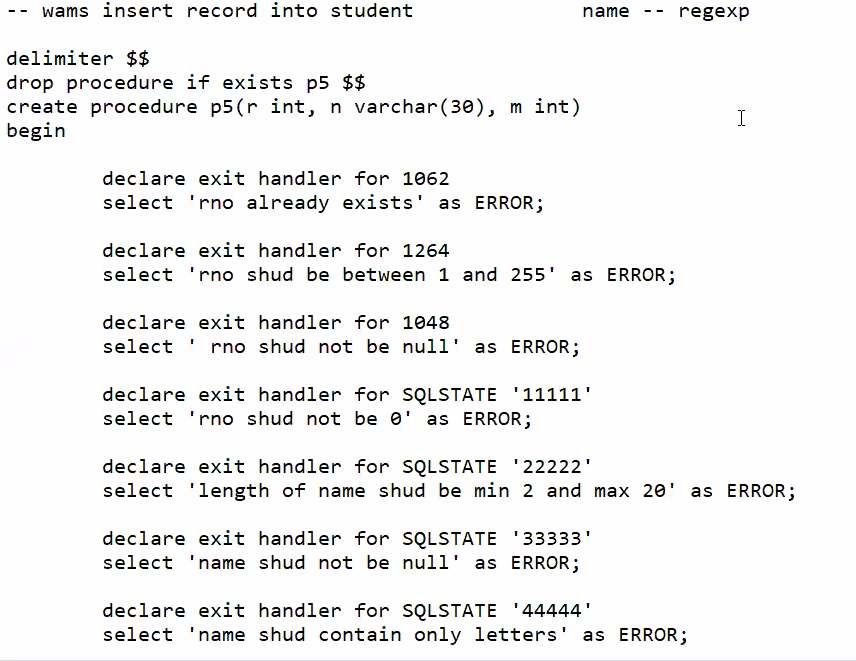 -- wams insert record into student name -- regexp
delimiter $$
drop procedure if exists p5 $$
create procedure p5(r int, n varchar(30), m int)
begin
declare exit handler for 1062
select 'rno already exists' as ERROR;
declare exit handler for 1264
select 'rno shud be between 1 and 255' as ERROR;
declare exit handler for 1048
select ' rno shud not be null' as ERROR;
declare exit handler for SQLSTATE '11111'
select 'rno shud not be 0' as ERROR;
declare exit handler for SQLSTATE '22222'
select 'length of name shud be min 2 and max 20' as ERROR;
declare exit handler for SQLSTATE '33333'
select 'name shud not be null' as ERROR;
declare exit handler for SQLSTATE '44444'
select 'name shud contain only letters' as ERROR;